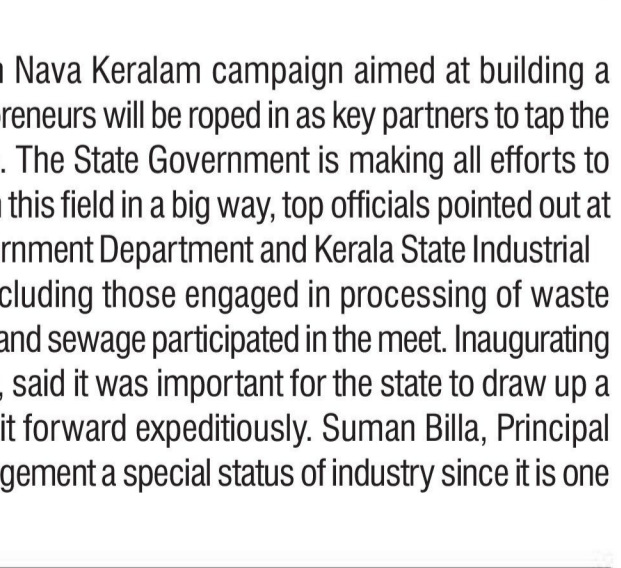 Nava Keralam campaign aimed at building a
reneurs will be roped in as key partners to tap the
. The State Government is making all efforts to
this field in a big way, top officials pointed out at
rnment Department and Kerala State Industrial
cluding those engaged in processing of waste
and sewage participated in the meet. Inaugurating
, said it was important for the state to draw up a
it forward expeditiously. Suman Billa, Principal
gement a special status of industry since it is one